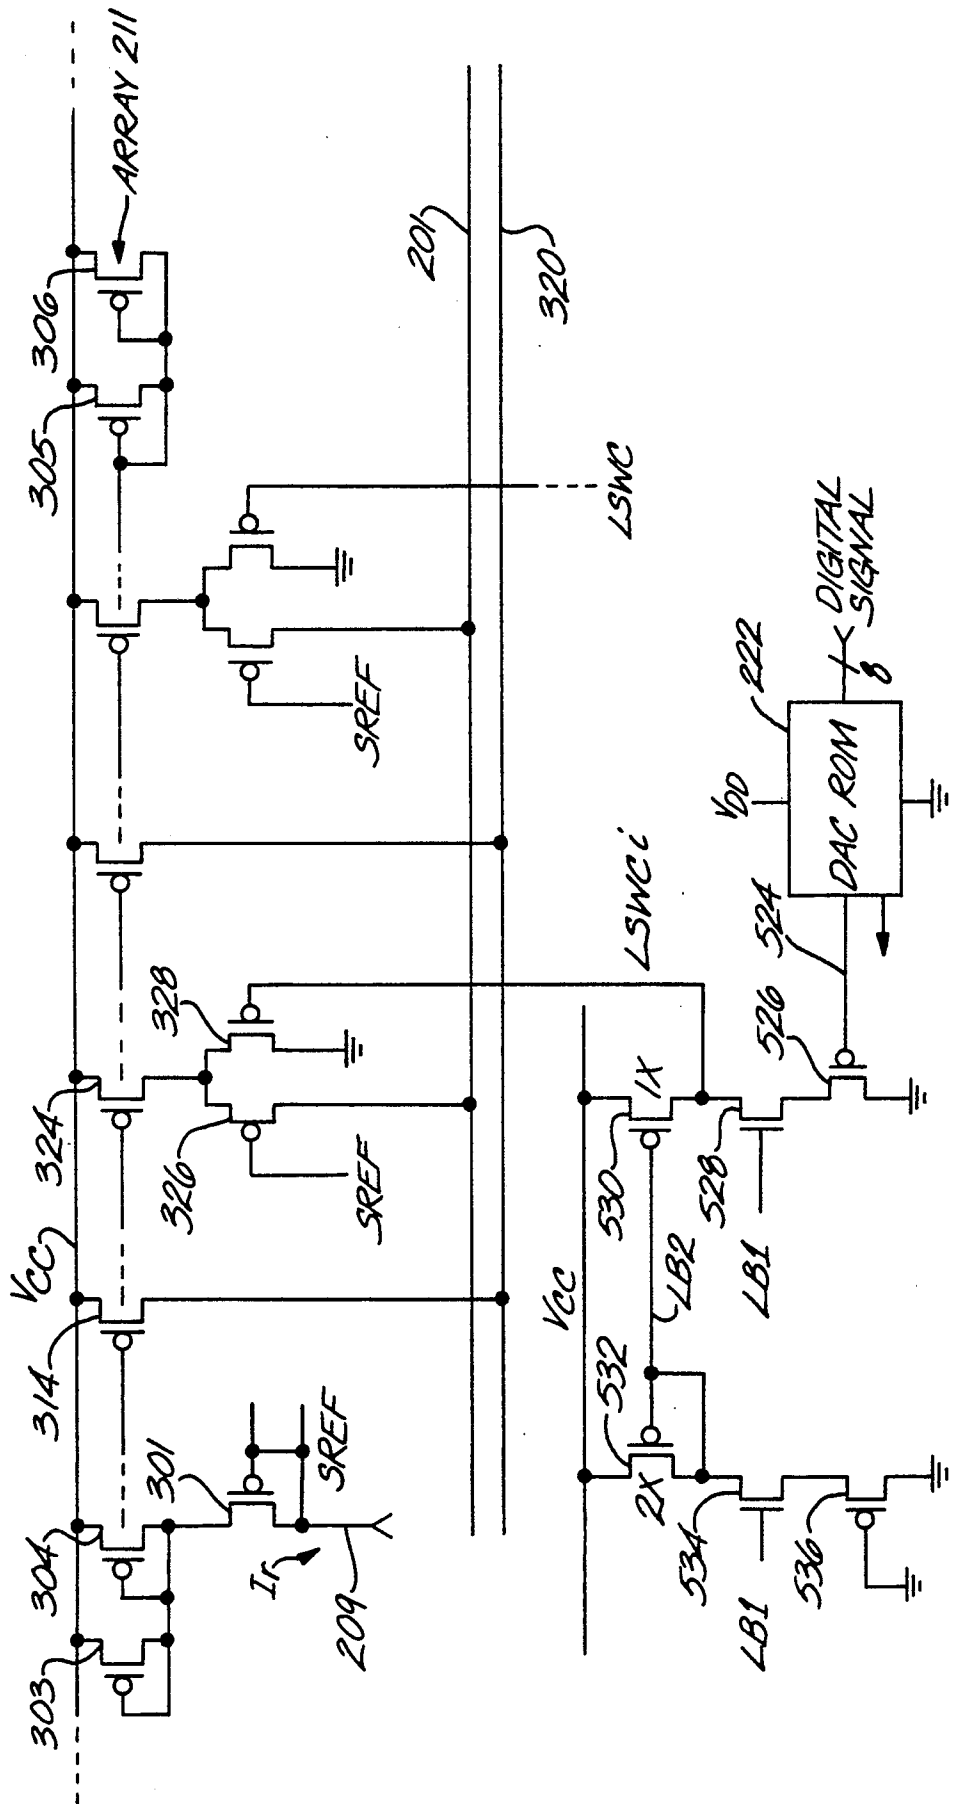 ARRAY 211
306
305
VCC
324
314
304
303
328
326
301
SREF
SREF
SREF
Ir
209
201
320
LSWC
LSWCi
VCC
532
2X
LB2
530
1X
528
LB1
534
LB1
536
526
524
VDD
222
DAC ROM
8
DIGITAL
SIGNAL